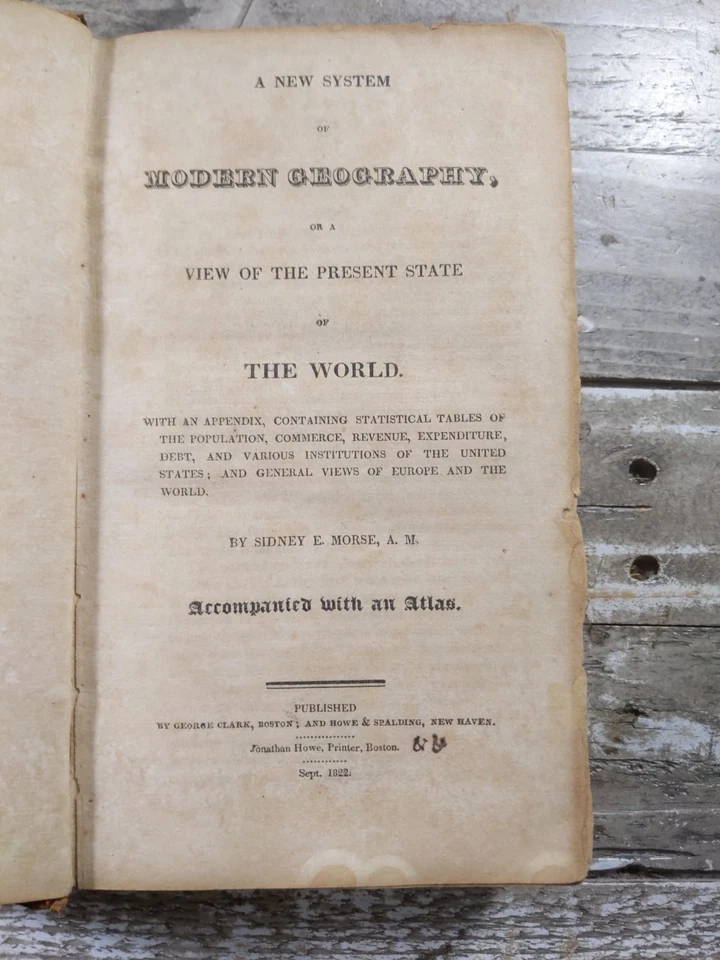 A NEW SYSTEM
OF
MODERN GEOGRAPHY,
OR A
VIEW OF THE PRESENT STATE
OF
THE WORLD.
WITH AN APPENDIX, CONTAINING STATISTICAL TABLES OF
THE POPULATION, COMMERCE, REVENUE, EXPENDITURE,
DEBT, AND VARIOUS INSTITUTIONS OF THE UNITED
STATES; AND GENERAL VIEWS OF EUROPE AND THE
WORLD.
BY SIDNEY E. MORSE, A. M.
Accompanied with an Atlas.
PUBLISHED
BY GEORGE CLARK, BOSTON; AND HOWE & SPALDING, NEW HAVEN.
Jonathan Howe, Printer, Boston.
Sept. 1822.